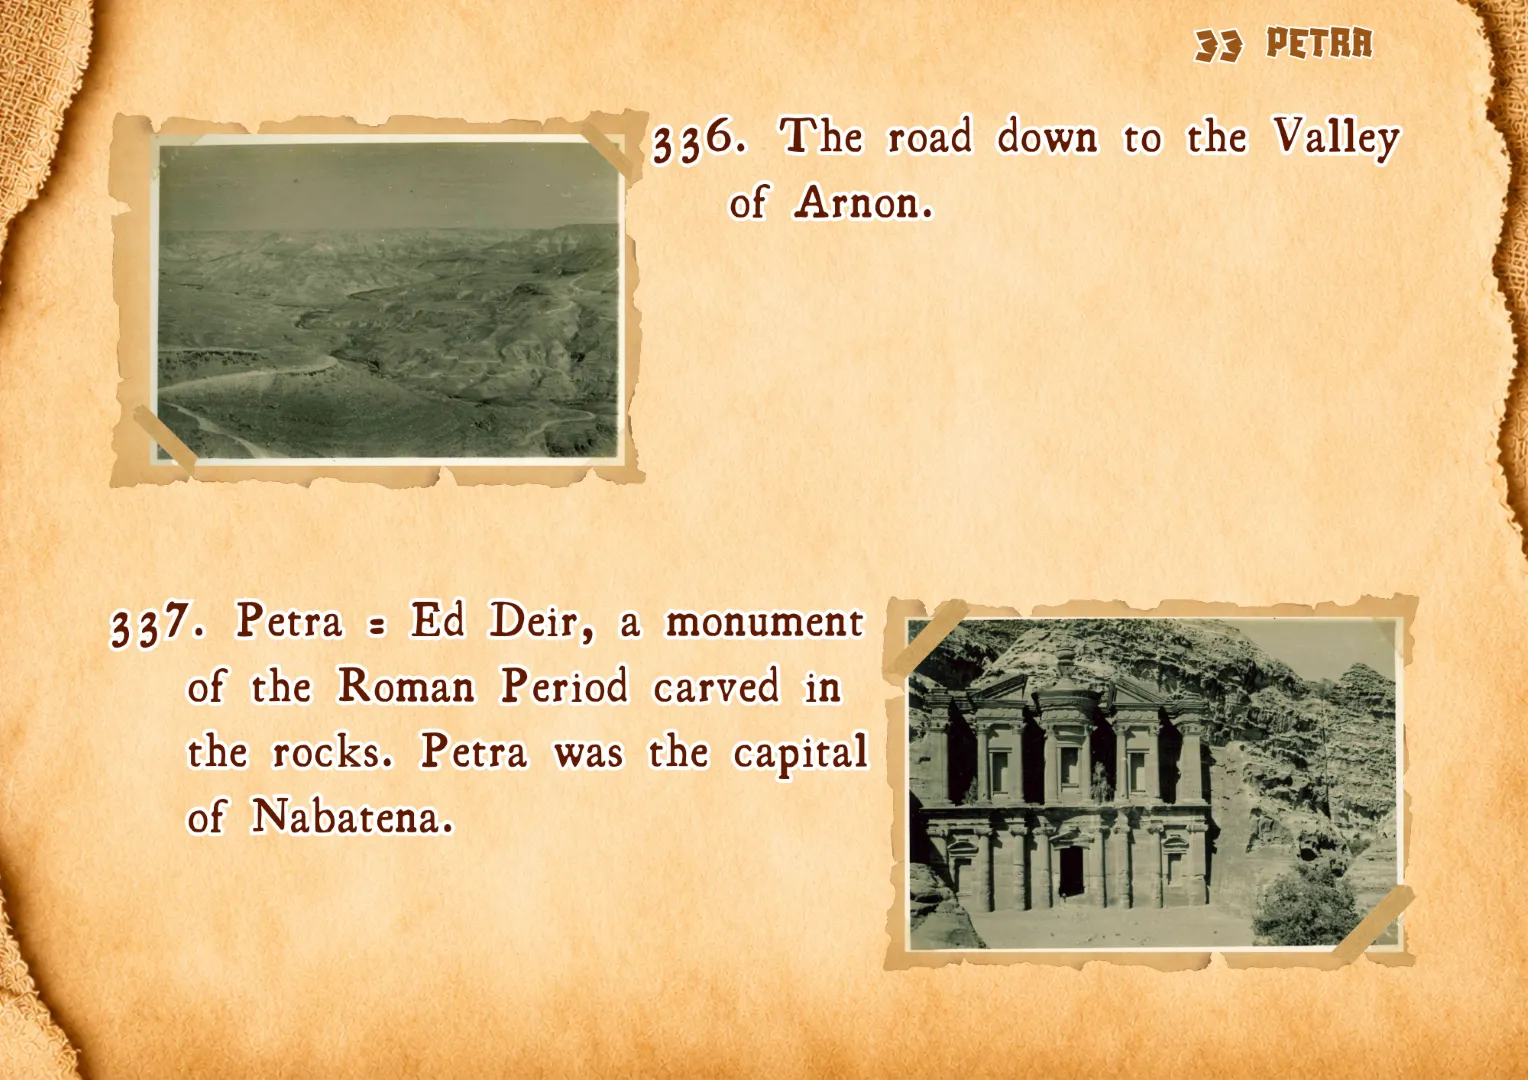 33 PETRA
336. The road down to the Valley
of Arnon.
337. Petra = Ed Deir, a monument
of the Roman Period carved in
the rocks. Petra was the capital
of Nabatena.